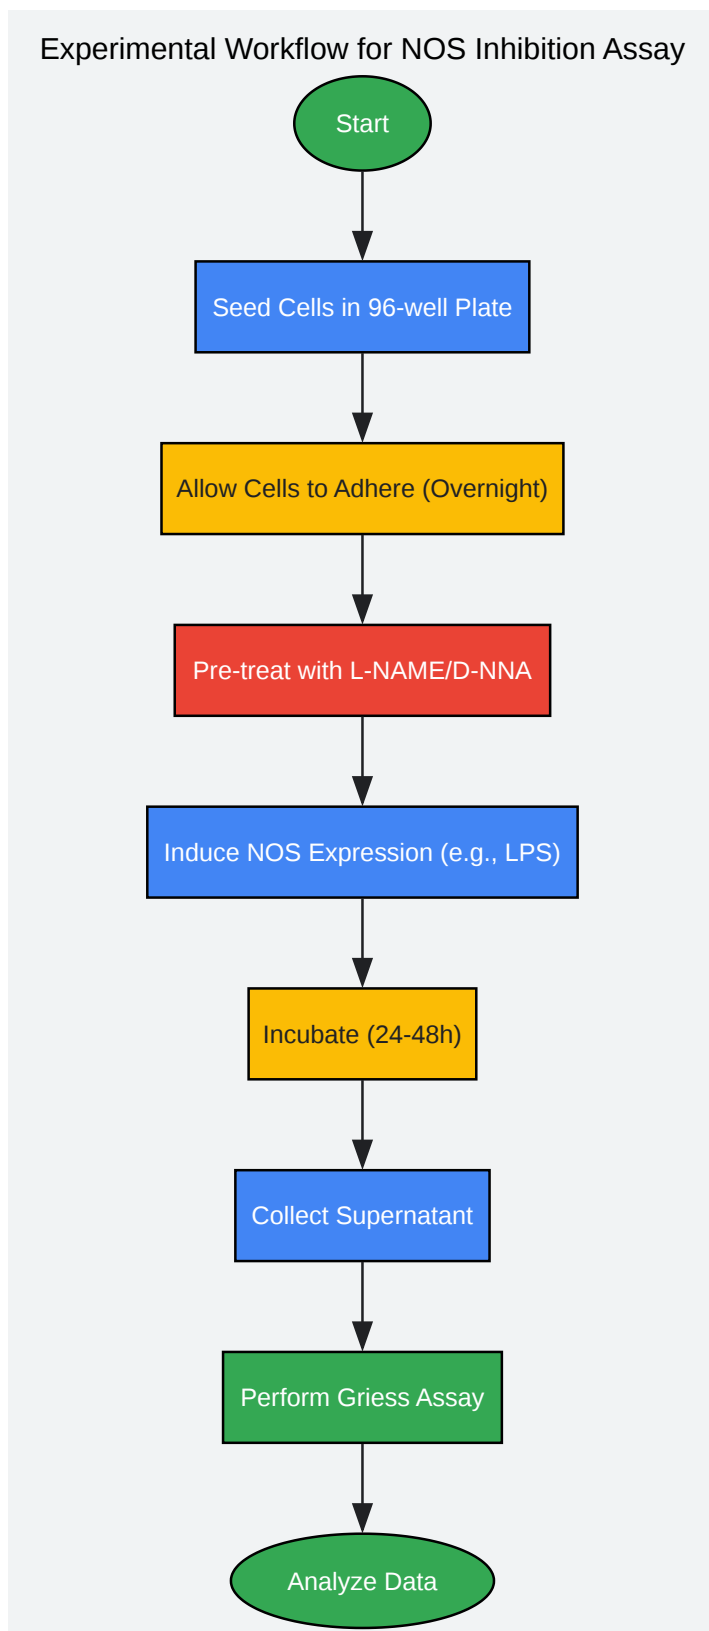 Experimental Workflow for NOS Inhibition Assay
Start
Seed Cells in 96-well Plate
Allow Cells to Adhere (Overnight)
Pre-treat with L-NAME/D-NNA
Induce NOS Expression (e.g., LPS)
Incubate (24-48h)
Collect Supernatant
Perform Griess Assay
Analyze Data